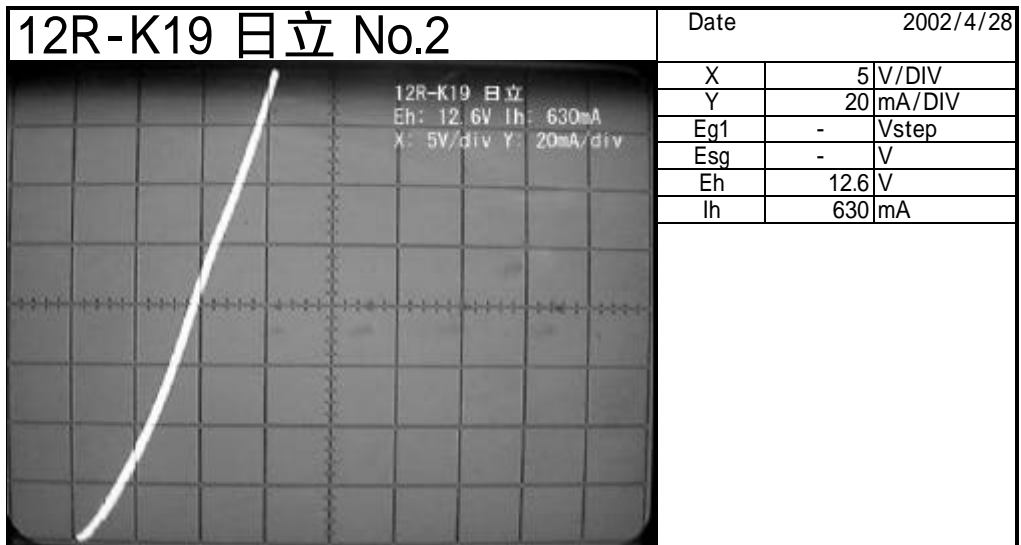 12R-K19 日立 No.2
Date 2002/4/28
12R-K19 日立
Eh: 12.6V Ih: 630mA
X: 5V/div Y: 20mA/div
X 5 V/DIV
Y 20 mA/DIV
Eg1 - Vstep
Esg - V
Eh 12.6 V
Ih 630 mA